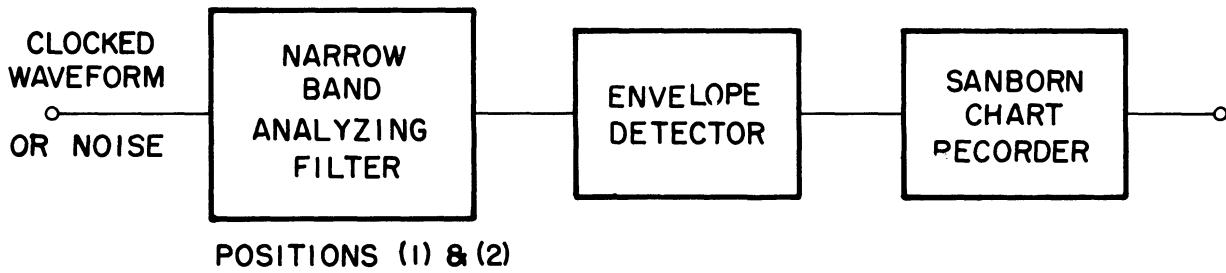 CLOCKED
WAVEFORM
OR NOISE
NARROW
BAND
ANALYZING
FILTER
POSITIONS (1) & (2)
ENVELOPE
DETECTOR
SANBORN
CHART
RECORDER